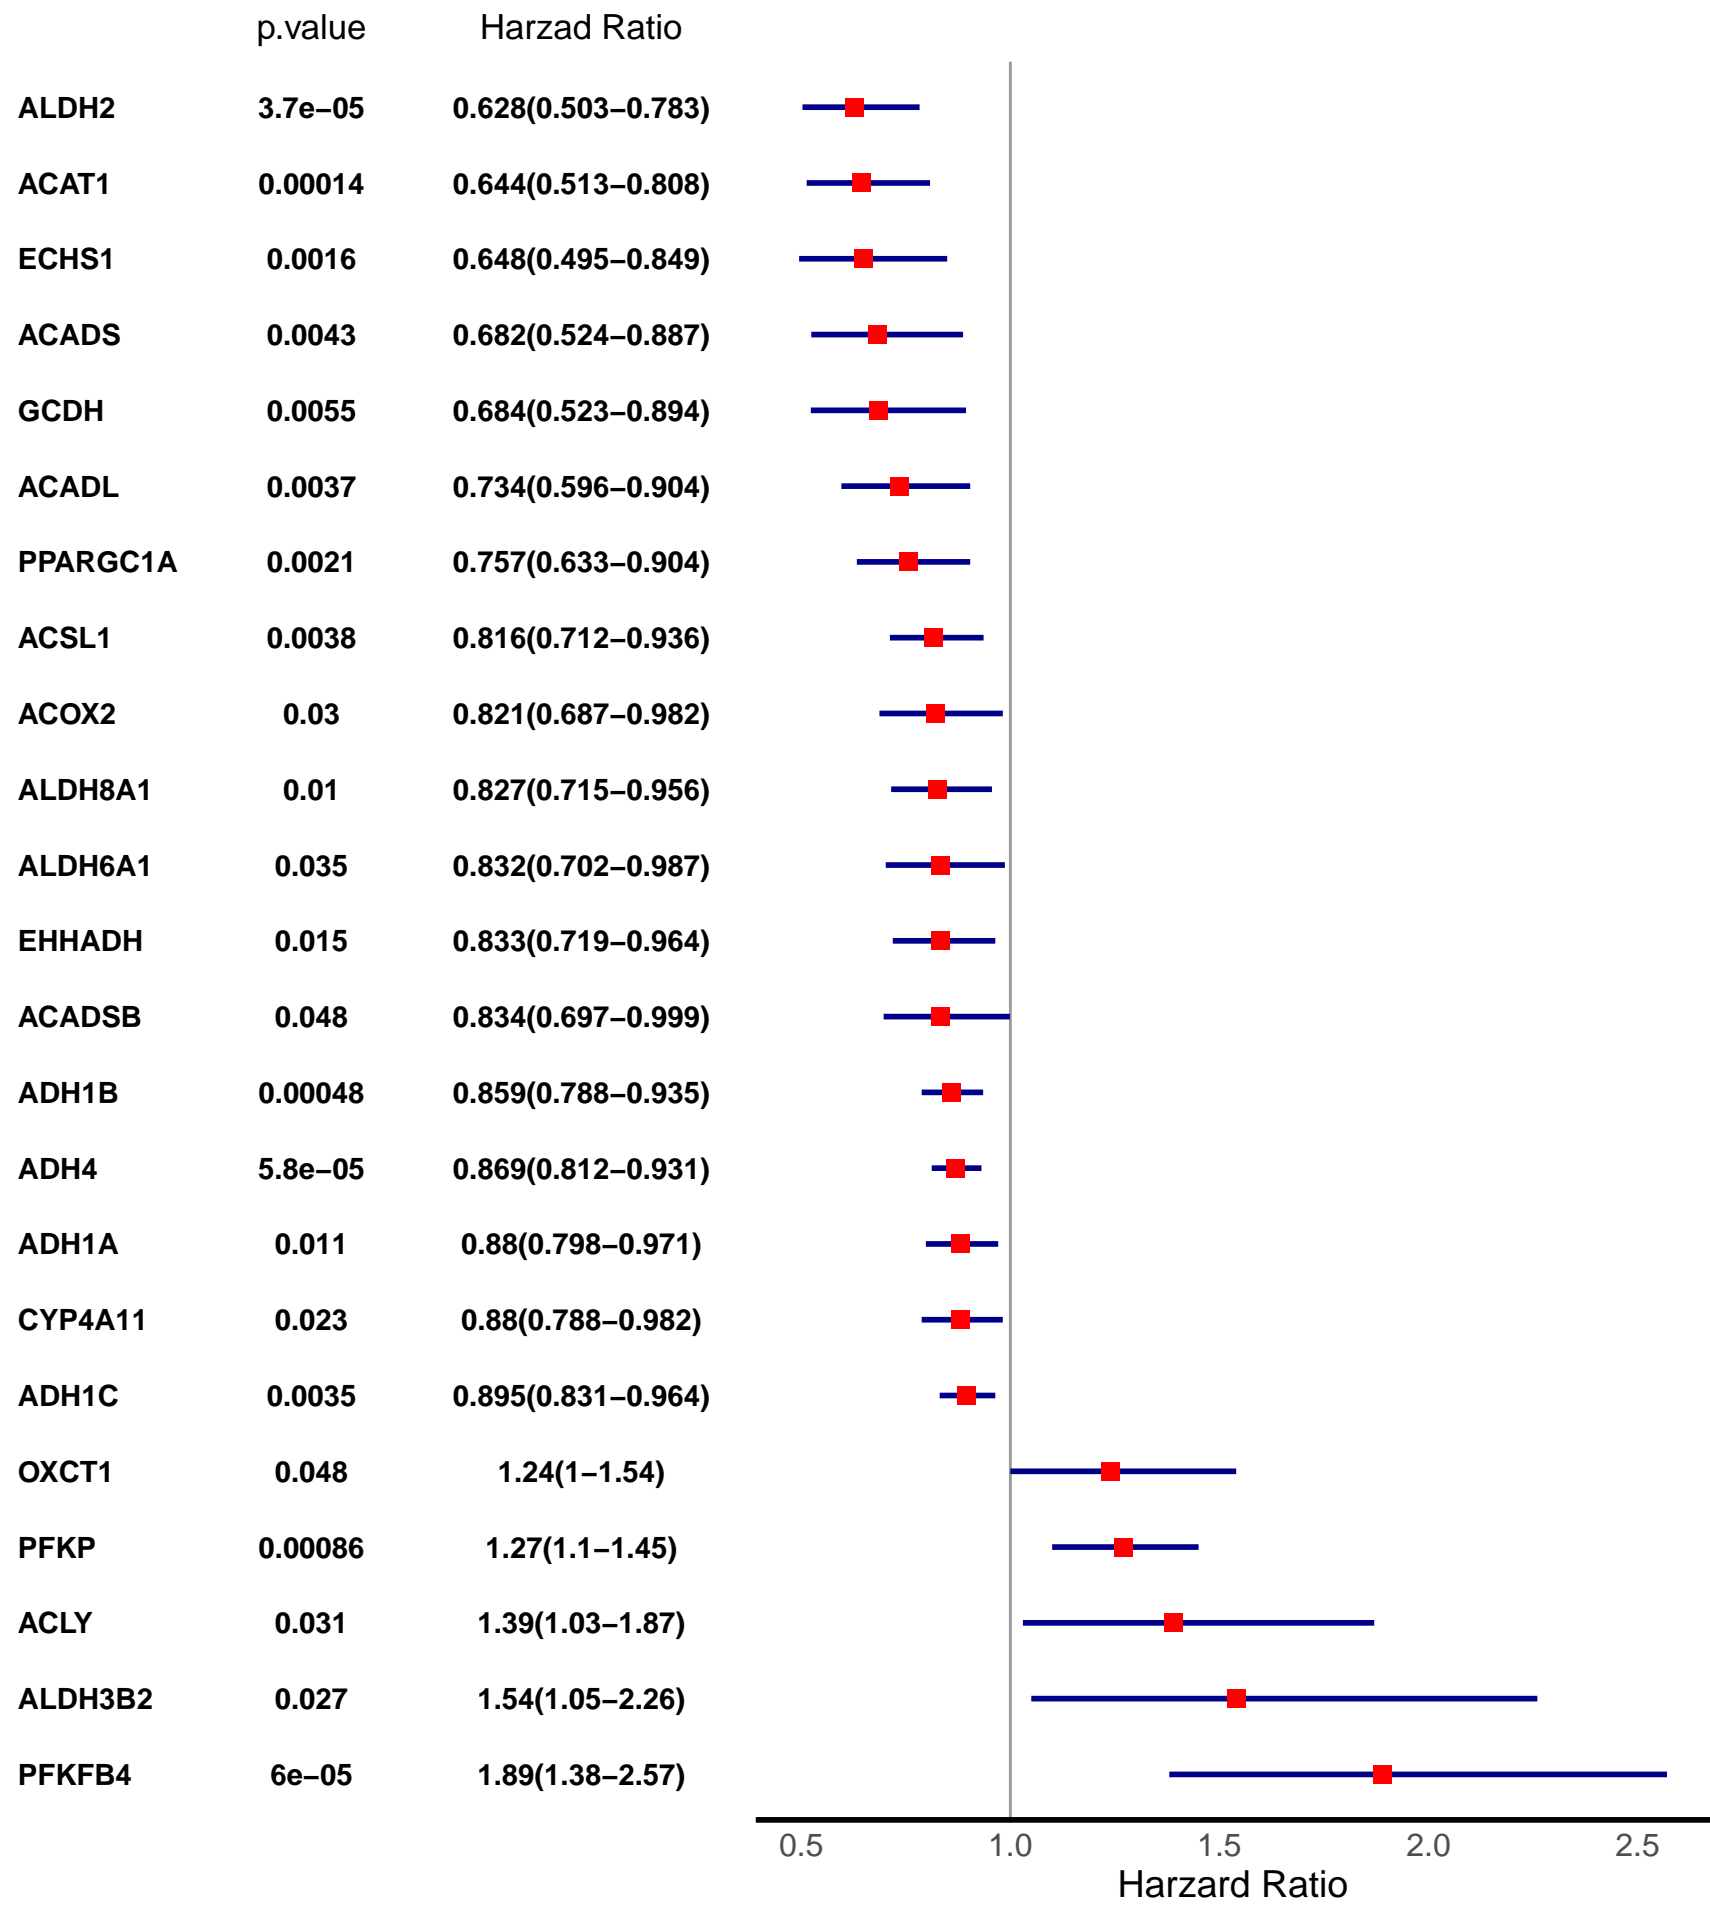 p.value Harzad Ratio
ALDH2 3.7e−05 0.628(0.503−0.783)
ACAT1 0.00014 0.644(0.513−0.808)
ECHS1 0.0016 0.648(0.495−0.849)
ACADS 0.0043 0.682(0.524−0.887)
GCDH 0.0055 0.684(0.523−0.894)
ACADL 0.0037 0.734(0.596−0.904)
PPARGC1A 0.0021 0.757(0.633−0.904)
ACSL1 0.0038 0.816(0.712−0.936)
ACOX2 0.03 0.821(0.687−0.982)
ALDH8A1 0.01 0.827(0.715−0.956)
ALDH6A1 0.035 0.832(0.702−0.987)
EHHADH 0.015 0.833(0.719−0.964)
ACADSB 0.048 0.834(0.697−0.999)
ADH1B 0.00048 0.859(0.788−0.935)
ADH4 5.8e−05 0.869(0.812−0.931)
ADH1A 0.011 0.88(0.798−0.971)
CYP4A11 0.023 0.88(0.788−0.982)
ADH1C 0.0035 0.895(0.831−0.964)
OXCT1 0.048 1.24(1−1.54)
PFKP 0.00086 1.27(1.1−1.45)
ACLY 0.031 1.39(1.03−1.87)
ALDH3B2 0.027 1.54(1.05−2.26)
PFKFB4 6e−05 1.89(1.38−2.57)
0.5 1.0 1.5 2.0 2.5
Harzard Ratio